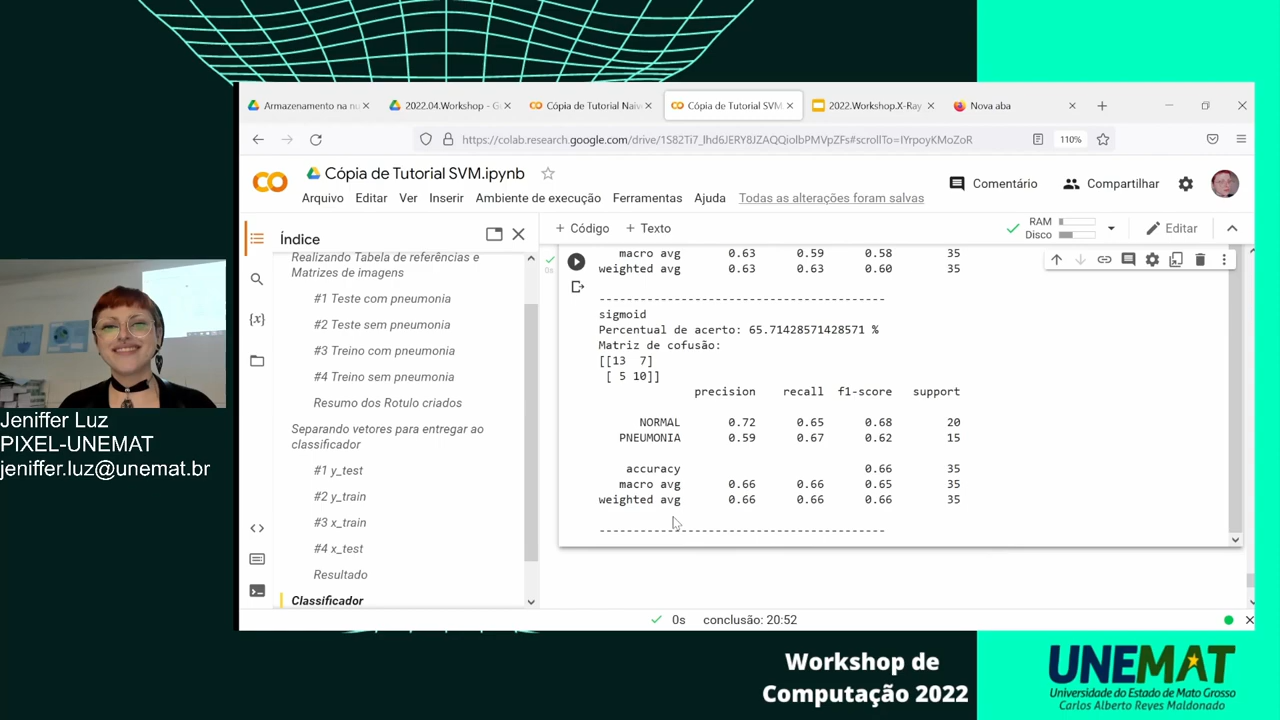 Armazenamento na nu
2022.04.Workshop - G
Cópia de Tutorial Naiv
Cópia de Tutorial SVM
2022.Workshop.X-Ray
Nova aba
https://colab.research.google.com/drive/1S82Ti7_lhd6JERY8JZAQQiolbPMVpZFs#scrollTo=IYrpoyKMoZoR
110%
Cópia de Tutorial SVM.ipynb
Comentário
Compartilhar
Arquivo Editar Ver Inserir Ambiente de execução Ferramentas Ajuda Todas as alterações foram salvas
Índice
+ Código + Texto
RAM
Disco
Editar
Realizando Tabela de referências e
Matrizes de imagens
#1 Teste com pneumonia
#2 Teste sem pneumonia
#3 Treino com pneumonia
#4 Treino sem pneumonia
Resumo dos Rotulo criados
Separando vetores para entregar ao
classificador
#1 y_test
#2 y_train
#3 x_train
#4 x_test
Resultado
Classificador
{x}
0s
macro avg 0.63 0.59 0.58 35
weighted avg 0.63 0.63 0.60 35
------------------------------------------
sigmoid
Percentual de acerto: 65.71428571428571 %
Matriz de cofusão:
[[13 7]
[ 5 10]]
precision recall f1-score support
NORMAL 0.72 0.65 0.68 20
PNEUMONIA 0.59 0.67 0.62 15
accuracy 0.66 35
macro avg 0.66 0.66 0.65 35
weighted avg 0.66 0.66 0.66 35
------------------------------------------
0s conclusão: 20:52
Jeniffer Luz
PIXEL-UNEMAT
jeniffer.luz@unemat.br
Workshop de
Computação 2022
UNEMAT
Universidade do Estado de Mato Grosso
Carlos Alberto Reyes Maldonado